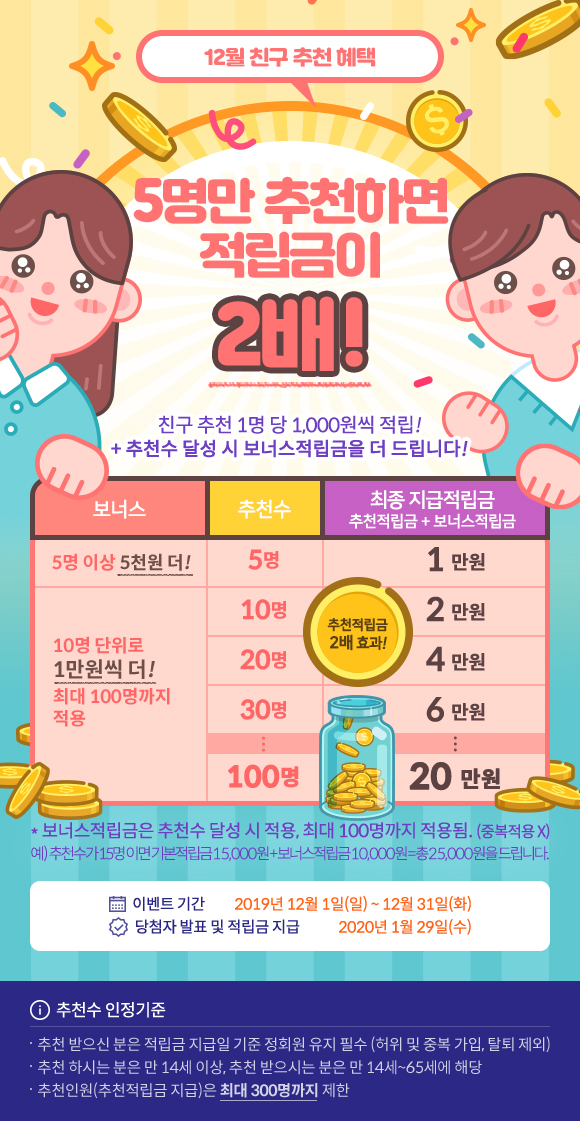 12월 친구 추천 혜택
5명만 추천하면
적립금이
2배!
친구 추천 1명 당 1,000원씩 적립!
+ 추천수 달성 시 보너스적립금을 더 드립니다!
보너스
추천수
최종 지급적립금
추천적립금 + 보너스적립금
5명 이상 5천원 더!
5명
1 만원
10명 단위로
1만원씩 더!
최대 100명까지
적용
10명
2 만원
20명
4 만원
30명
6 만원
⋮
⋮
100명
20 만원
추천적립금
2배 효과!
* 보너스적립금은 추천수 달성 시 적용, 최대 100명까지 적용됨. (중복적용 X)
예) 추천수가 15명이면 기본적립금 15,000원 + 보너스적립금 10,000원 = 총 25,000원을 드립니다.
이벤트 기간 2019년 12월 1일(일) ~ 12월 31일(화)
당첨자 발표 및 적립금 지급 2020년 1월 29일(수)
추천수 인정기준
· 추천 받으신 분은 적립금 지급일 기준 정회원 유지 필수 (허위 및 중복 가입, 탈퇴 제외)
· 추천 하시는 분은 만 14세 이상, 추천 받으시는 분은 만 14세~65세에 해당
· 추천인원(추천적립금 지급)은 최대 300명까지 제한